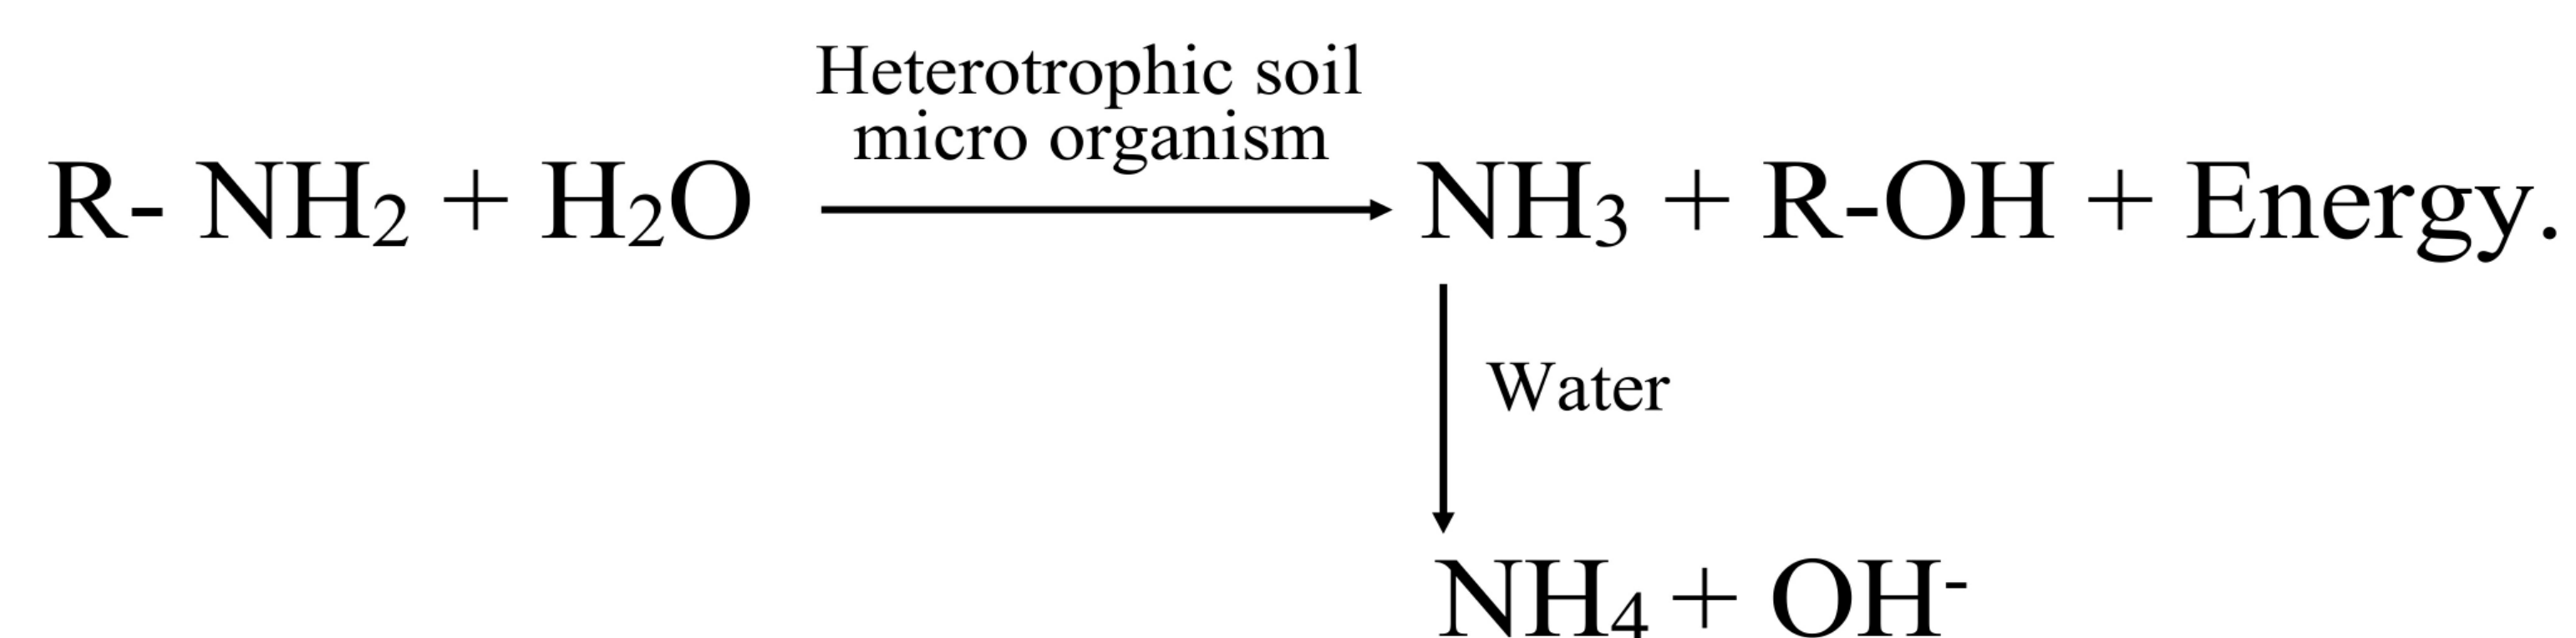 Heterotrophic soil
micro organism
R- NH₂ + H₂O NH₃ + R-OH + Energy.
Water
NH₄ + OH⁻